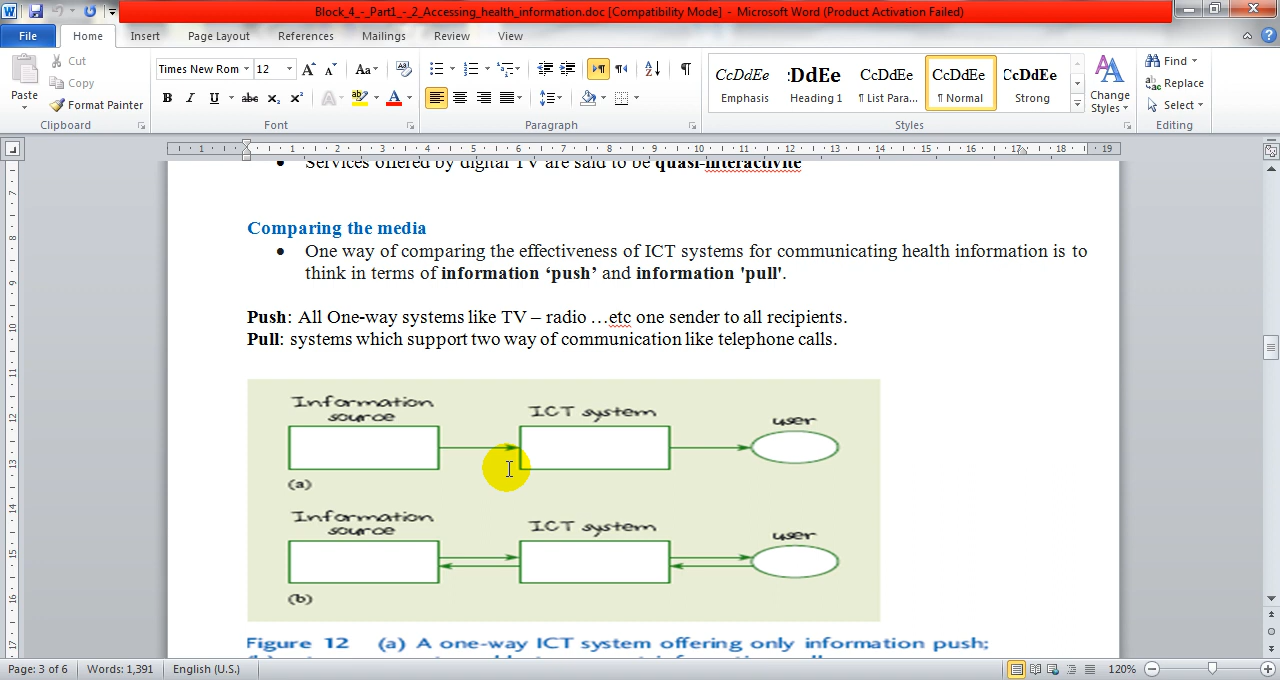 Block_4_-_Part1_-_2_Accessing_health_information.doc [Compatibility Mode] - Microsoft Word (Product Activation Failed)
File Home Insert Page Layout References Mailings Review View
Paste
Cut
Copy
Format Painter
Clipboard
Times New Rom 12
Font
Paragraph
CcDdEe :DdEe CcDdEe CcDdEe CcDdEe
Emphasis Heading 1 ¶ List Para... ¶ Normal Strong
Change Styles
Styles
Find
Replace
Select
Editing
• Services offered by digital TV are said to be quasi-interactivite
Comparing the media
• One way of comparing the effectiveness of ICT systems for communicating health information is to
think in terms of information ‘push’ and information 'pull'.
Push: All One-way systems like TV – radio …etc one sender to all recipients.
Pull: systems which support two way of communication like telephone calls.
Information source
ICT system
user
(a)
Information source
ICT system
user
(b)
Figure 12 (a) A one-way ICT system offering only information push;
Page: 3 of 6 Words: 1,391 English (U.S.) 120%